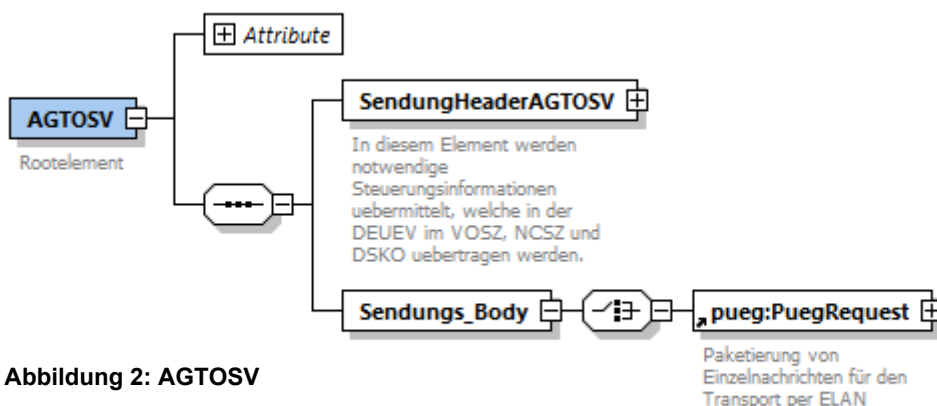 Attribute
AGTOSV
Rootelement
SendungHeaderAGTOSV
In diesem Element werden
notwendige
Steuerungsinformationen
uebermittelt, welche in der
DEUEV im VOSZ, NCSZ und
DSKO uebertragen werden.
Sendungs_Body
pueg:PuegRequest
Paketierung von
Einzelnachrichten für den
Transport per ELAN
Abbildung 2: AGTOSV